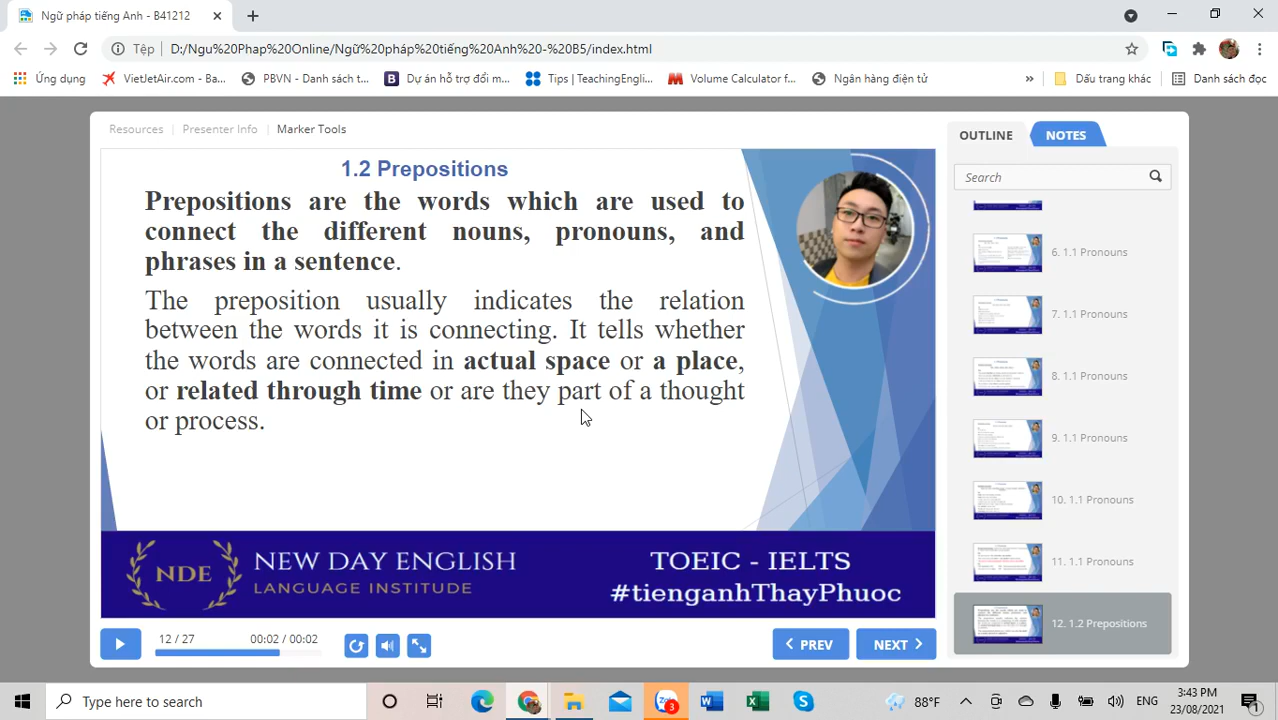 Ngữ pháp tiếng Anh - B41212
Tệp
D:/Ngu%20Phap%20Online/Ngữ%20pháp%20tiếng%20Anh%20-%20B5/index.html
Ứng dụng
VietJetAir.com - Ba...
PBVN - Danh sách t...
Dự án hỗ trợ đổi m...
Tips | TeachingEngli...
Volume Calculator f...
Ngân hàng điện tử
»
Dấu trang khác
Danh sách đọc
Resources | Presenter Info | Marker Tools
1.2 Prepositions
Prepositions are the words which are used to
connect the different nouns, pronouns, and
phrases in a sentence.
The preposition usually indicates the relation
between the words it is connecting. It tells whether
the words are connected in actual space or a place,
or related though time or are they part of a thought
or process.
NDE
NEW DAY ENGLISH
LANGUAGE INSTITUTE
TOEIC - IELTS
#tienganhThayPhuoc
12 / 27
00:02 / 00:02
PREV
NEXT
OUTLINE
NOTES
Search
6. 1.1 Pronouns
7. 1.1 Pronouns
8. 1.1 Pronouns
9. 1.1 Pronouns
10. 1.1 Pronouns
11. 1.1 Pronouns
12. 1.2 Prepositions
Type here to search
Zalo
3
88°F
ENG
3:43 PM
23/08/2021
1